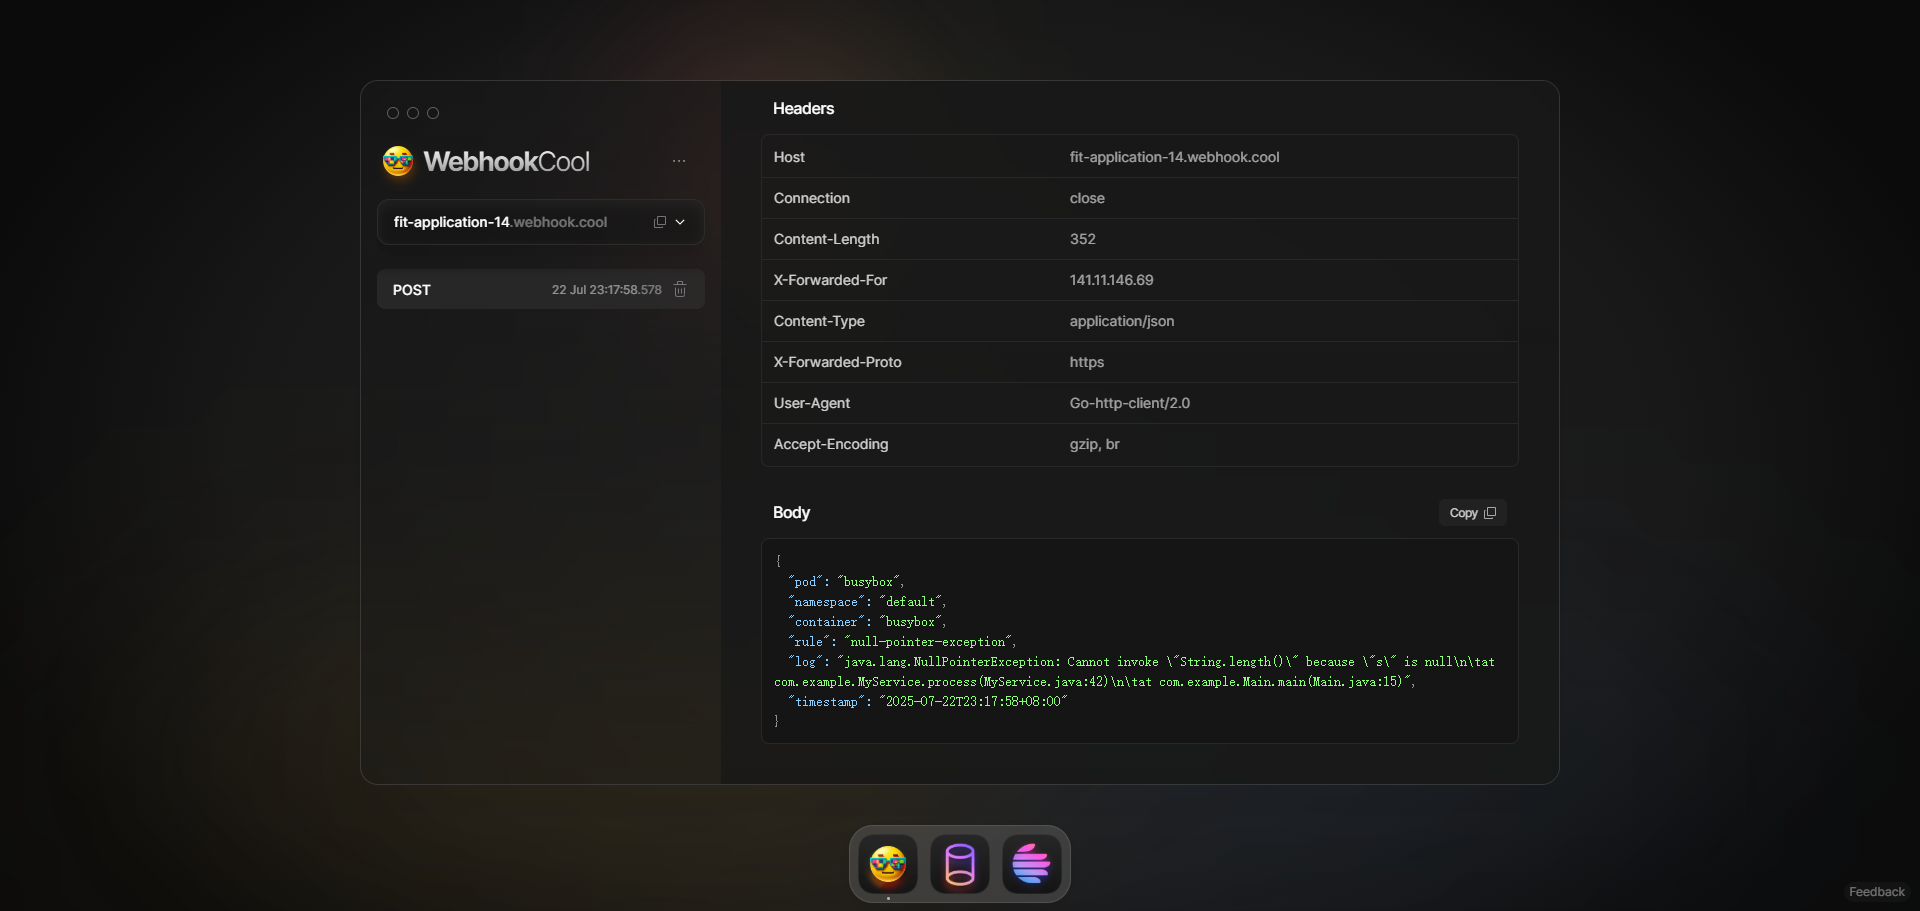 WebhookCool
...
fit-application-14.webhook.cool
POST 22 Jul 23:17:58.578
Headers
Host fit-application-14.webhook.cool
Connection close
Content-Length 352
X-Forwarded-For 141.11.146.69
Content-Type application/json
X-Forwarded-Proto https
User-Agent Go-http-client/2.0
Accept-Encoding gzip, br
Body Copy
{
"pod": "busybox",
"namespace": "default",
"container": "busybox",
"rule": "null-pointer-exception",
"log": "java.lang.NullPointerException: Cannot invoke \"String.length()\" because \"s\" is null\n\tat
com.example.MyService.process(MyService.java:42)\n\tat com.example.Main.main(Main.java:15)",
"timestamp": "2025-07-22T23:17:58+08:00"
}
Feedback